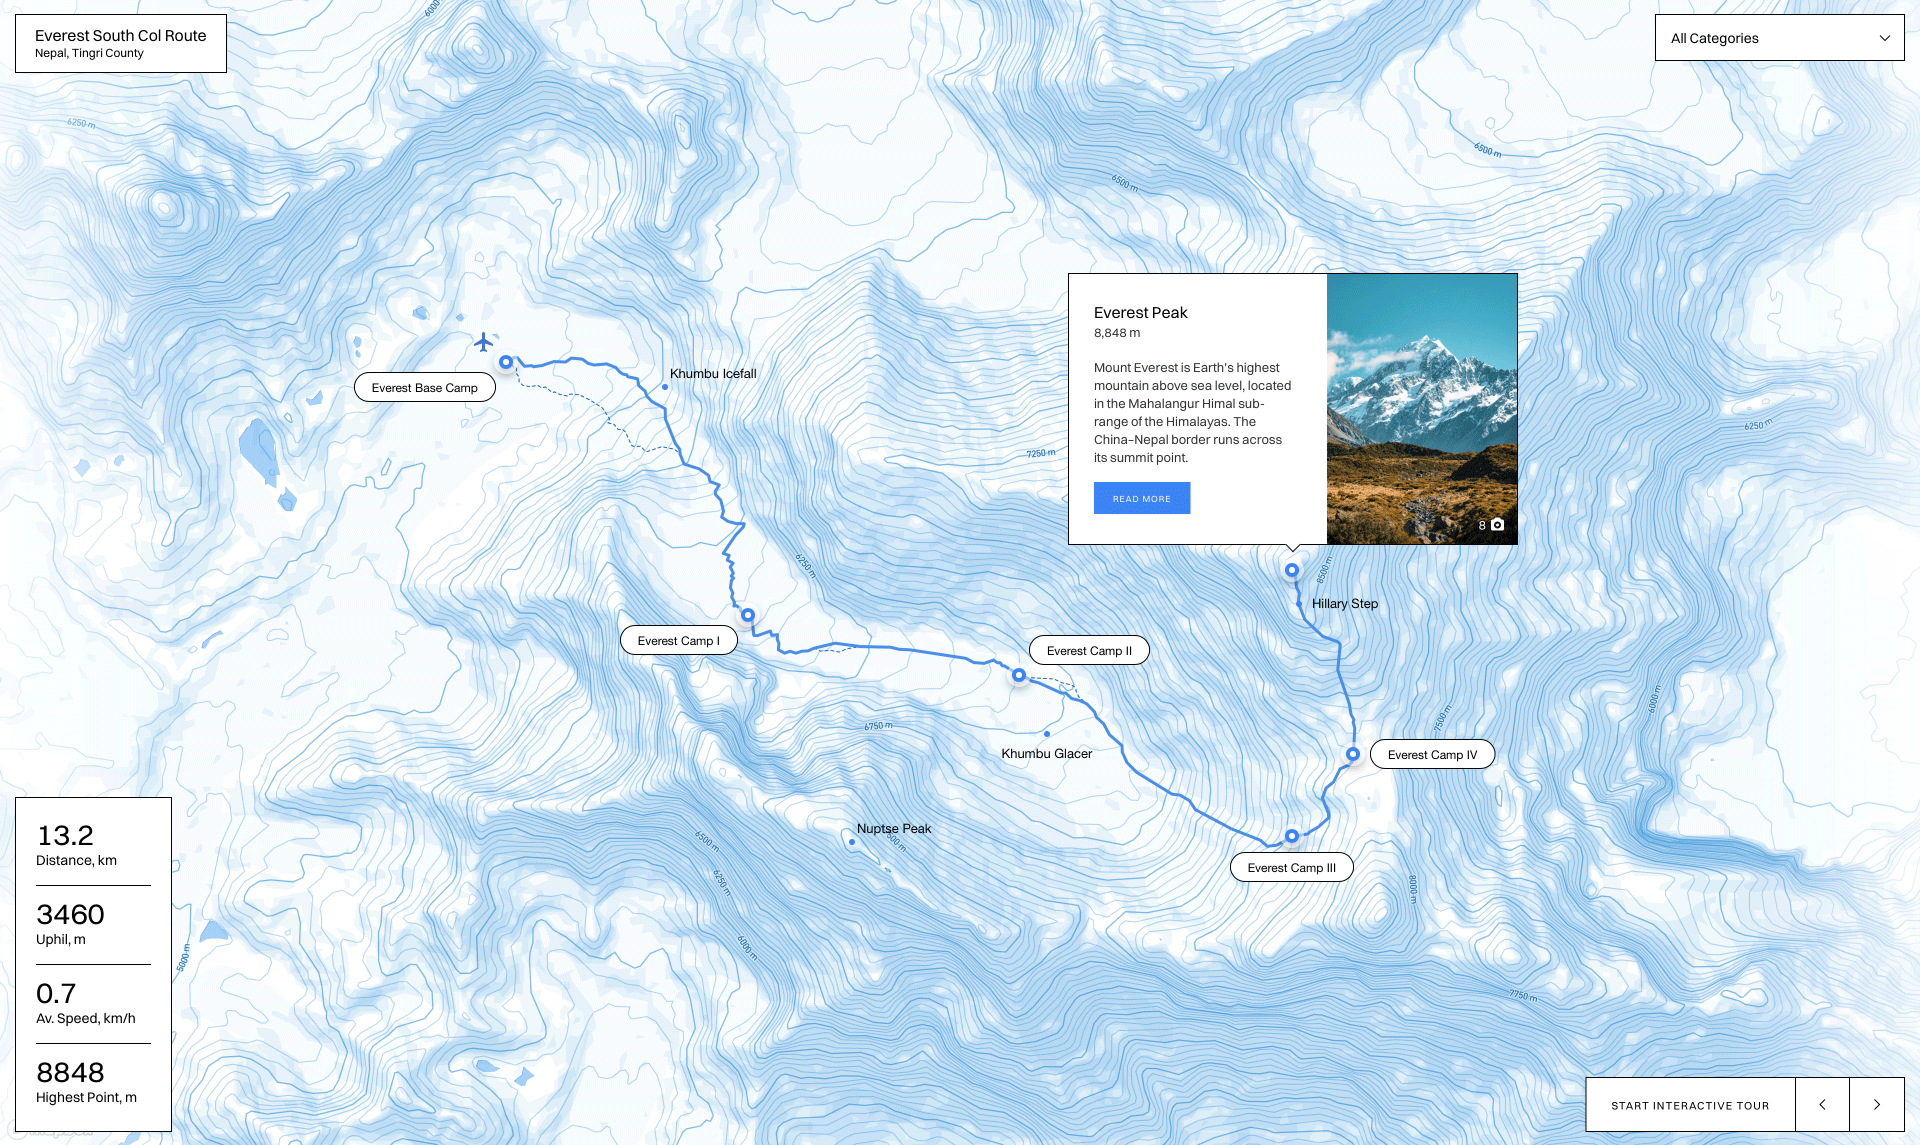 Everest South Col Route
Nepal, Tingri County
All Categories
6000
6250 m
6500 m
6500 m
Everest Peak
8,848 m
Mount Everest is Earth's highest
mountain above sea level, located
in the Mahalangur Himal sub-
range of the Himalayas. The
China–Nepal border runs across
its summit point.
READ MORE
8
Khumbu Icefall
Everest Base Camp
6250 m
7250 m
6250 m
8500 m
Hillary Step
Everest Camp I
Everest Camp II
6000 m
7500 m
6750 m
Khumbu Glacer
Everest Camp IV
Nuptse Peak
6500 m
Everest Camp III
6250 m
8000 m
6000 m
5000 m
7750 m
13.2
Distance, km
3460
Uphil, m
0.7
Av. Speed, km/h
8848
Highest Point, m
START INTERACTIVE TOUR